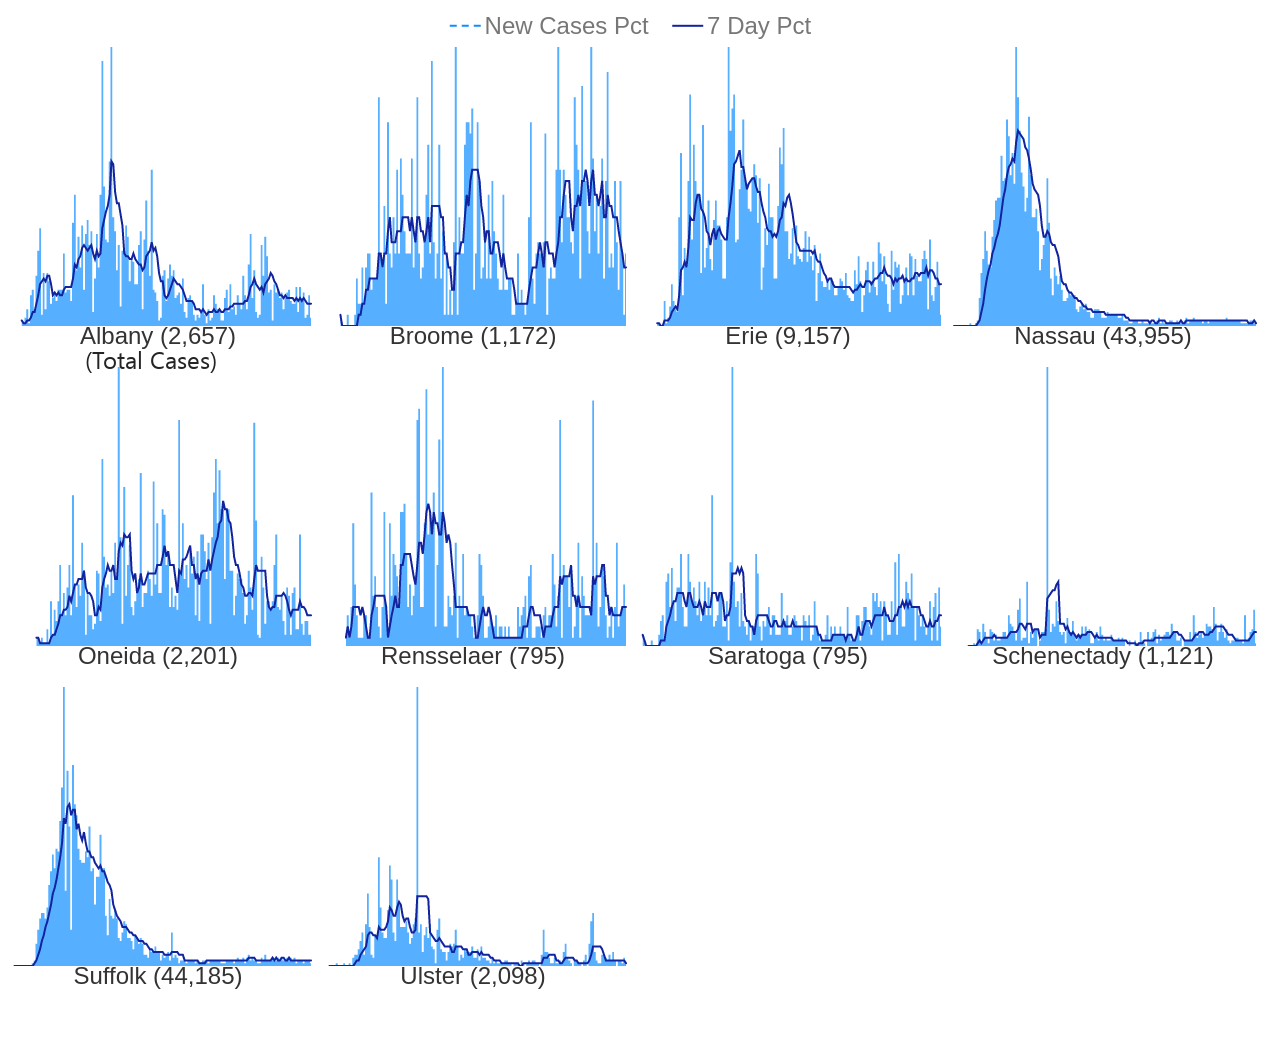 New Cases Pct 7 Day Pct
Albany (2,657) Broome (1,172) Erie (9,157) Nassau (43,955)
(Total Cases)
Oneida (2,201) Rensselaer (795) Saratoga (795) Schenectady (1,121)
Suffolk (44,185) Ulster (2,098)